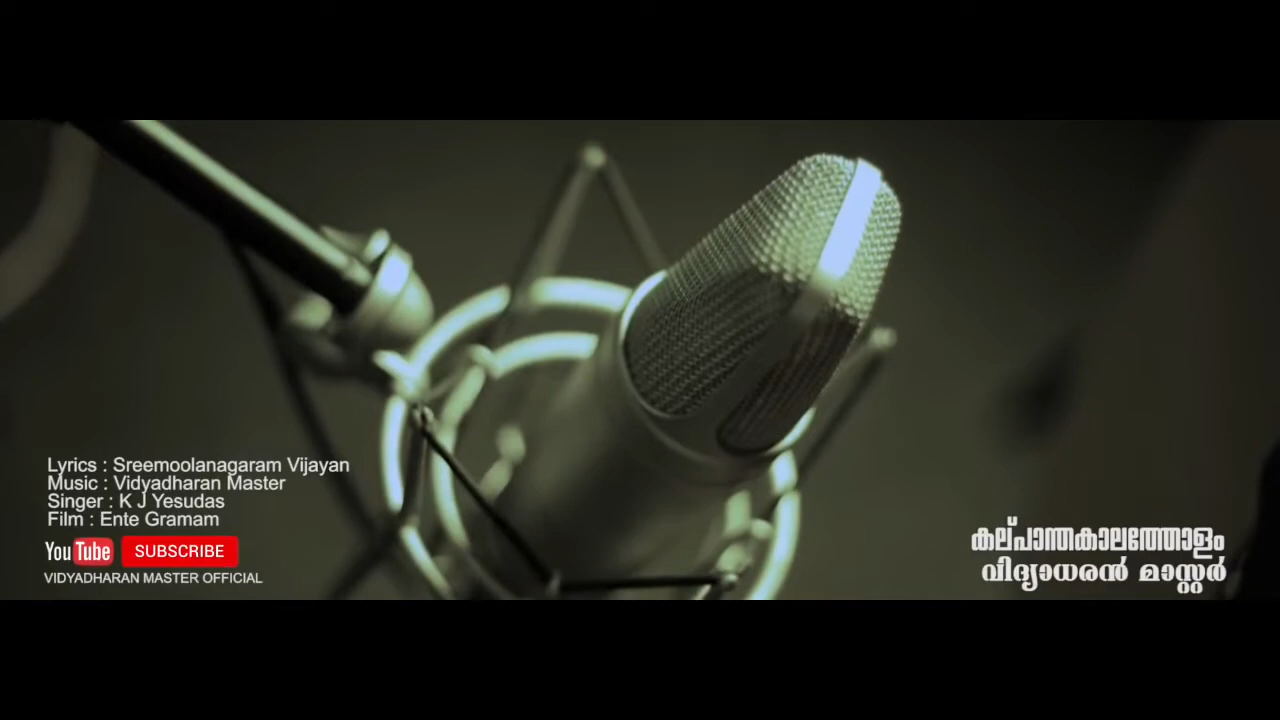 Lyrics : Sreemoolanagaram Vijayan
Music : Vidyadharan Master
Singer : K J Yesudas
Film : Ente Gramam
YouTube SUBSCRIBE
VIDYADHARAN MASTER OFFICIAL
കല്പാന്തകാലത്തോളം
വിദ്യാധരൻ മാസ്റ്റർ